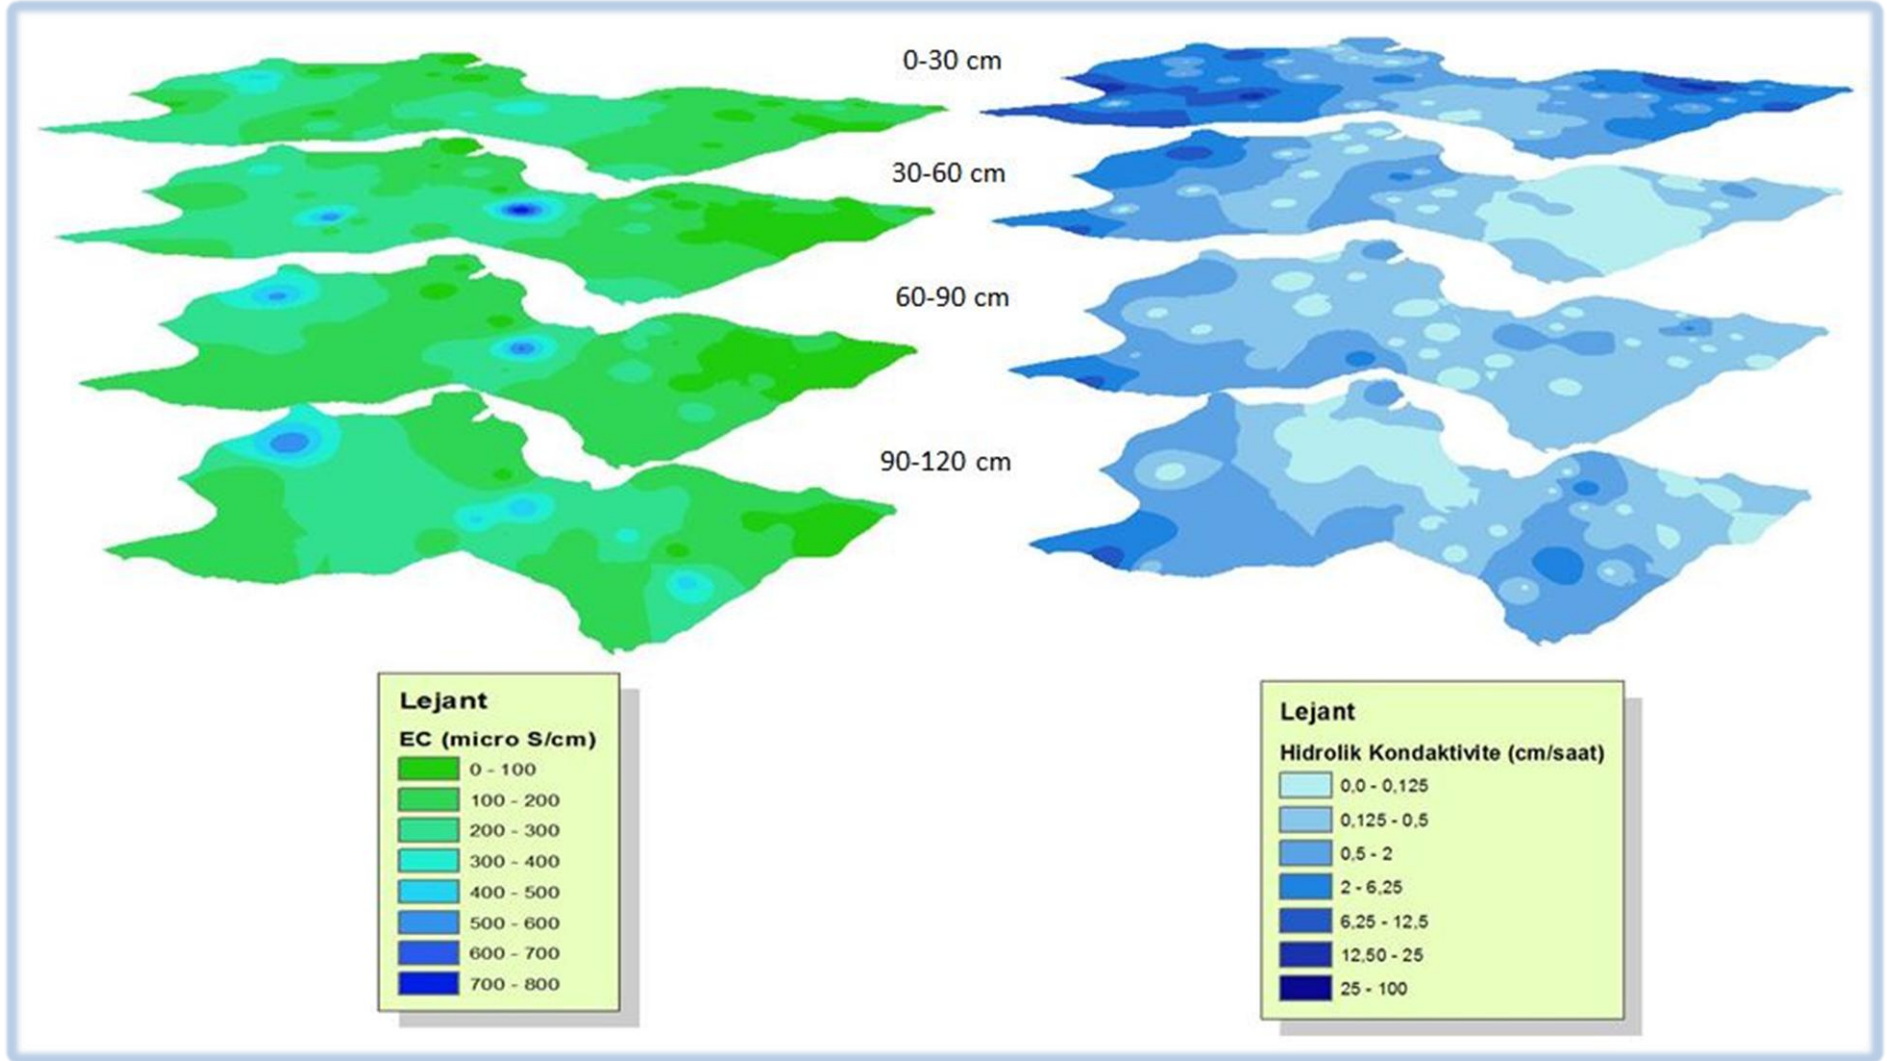 0-30 cm
30-60 cm
60-90 cm
90-120 cm
Lejant
EC (micro S/cm)
0 - 100
100 - 200
200 - 300
300 - 400
400 - 500
500 - 600
600 - 700
700 - 800
Lejant
Hidrolik Kondaktivite (cm/saat)
0,0 - 0,125
0,125 - 0,5
0,5 - 2
2 - 6,25
6,25 - 12,5
12,50 - 25
25 - 100